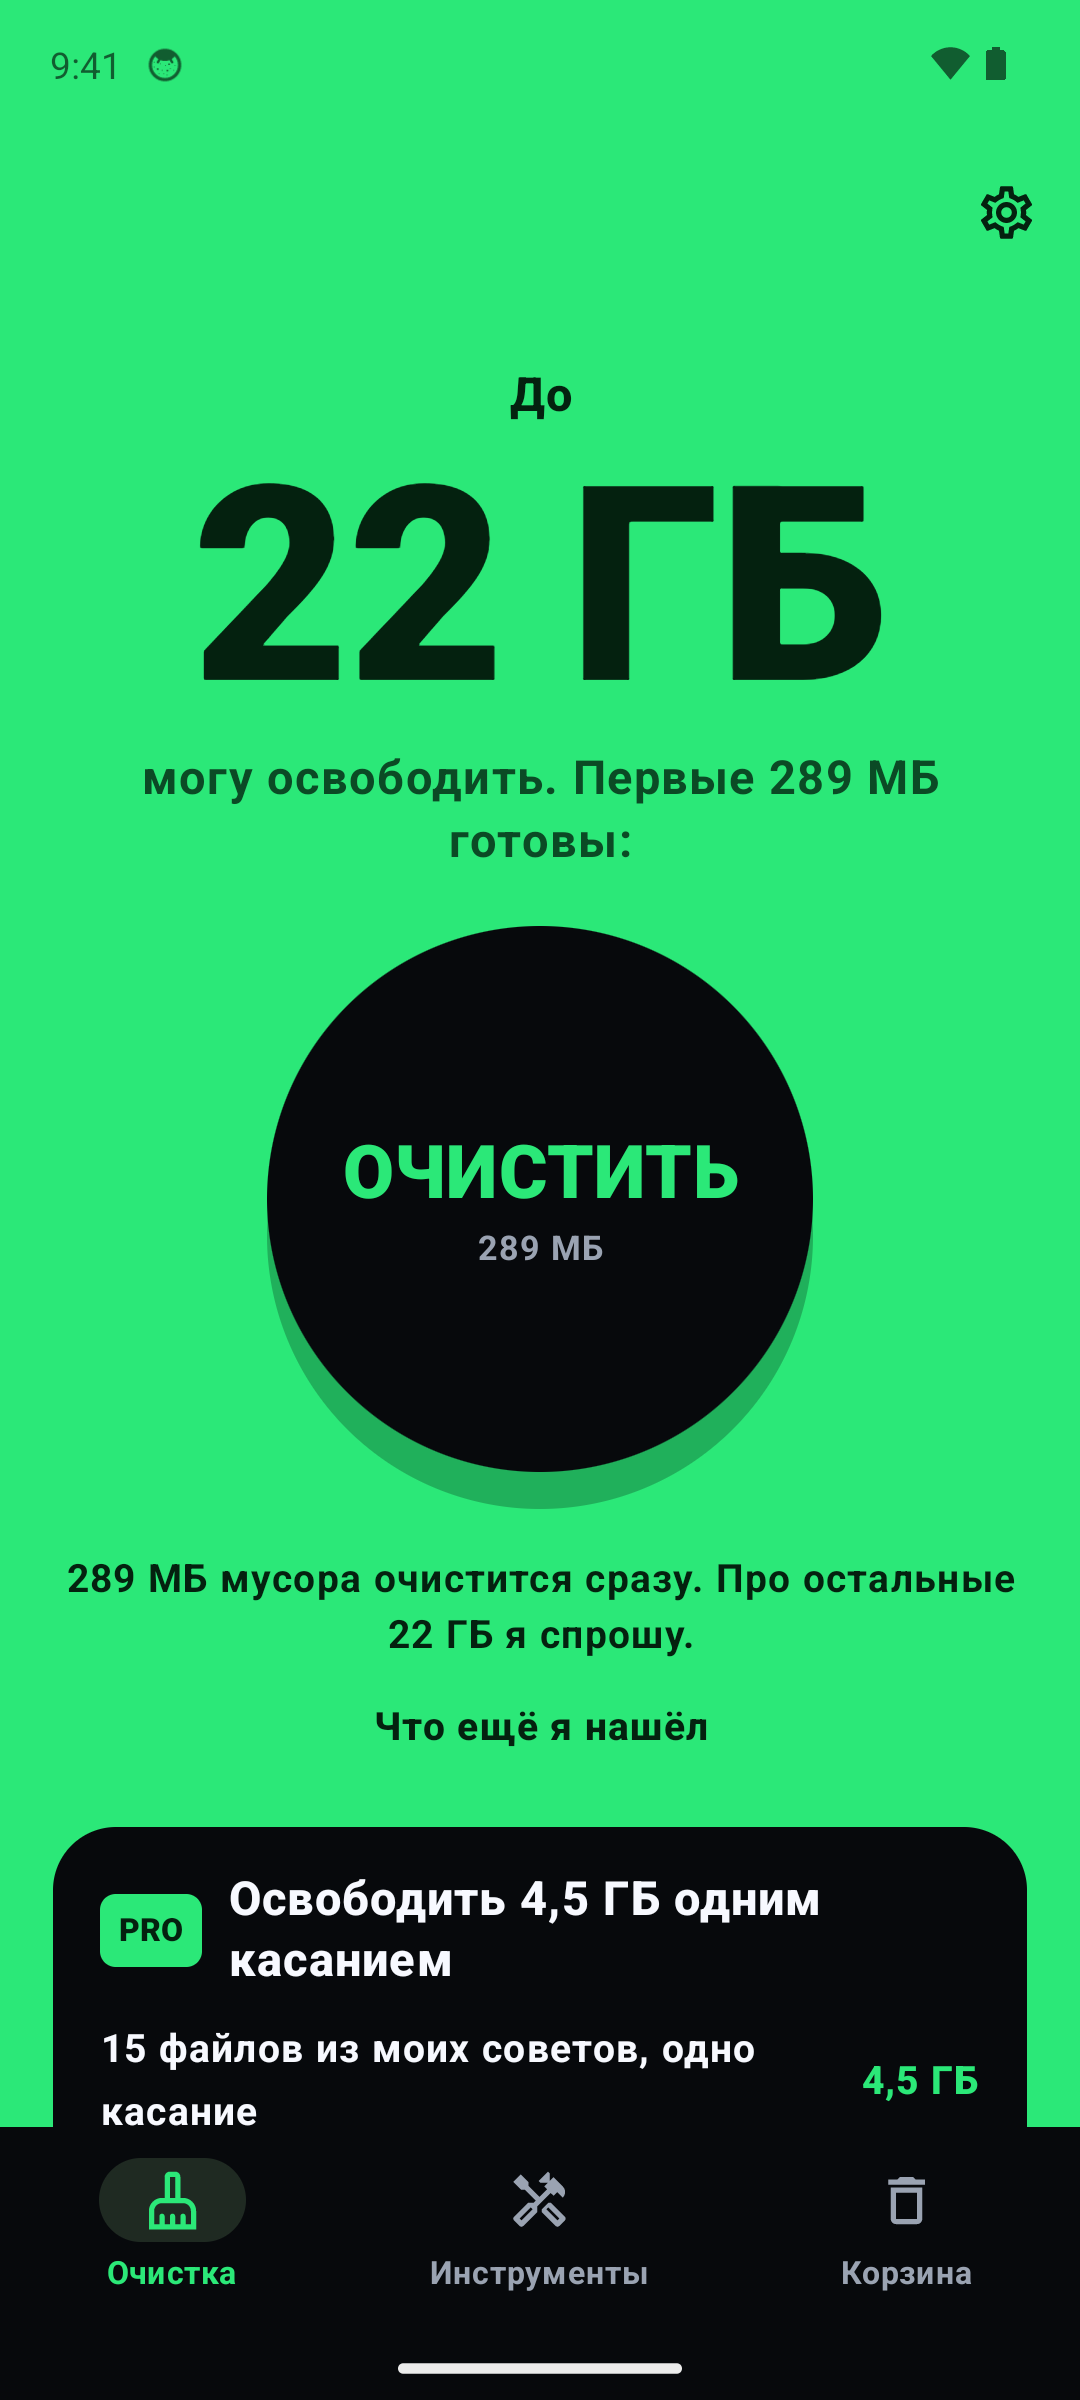 9:41
До
22 ГБ
могу освободить. Первые 289 МБ
готовы:
ОЧИСТИТЬ
289 МБ
289 МБ мусора очистится сразу. Про остальные
22 ГБ я спрошу.
Что ещё я нашёл
PRO
Освободить 4,5 ГБ одним
касанием
15 файлов из моих советов, одно
касание
4,5 ГБ
Очистка
Инструменты
Корзина